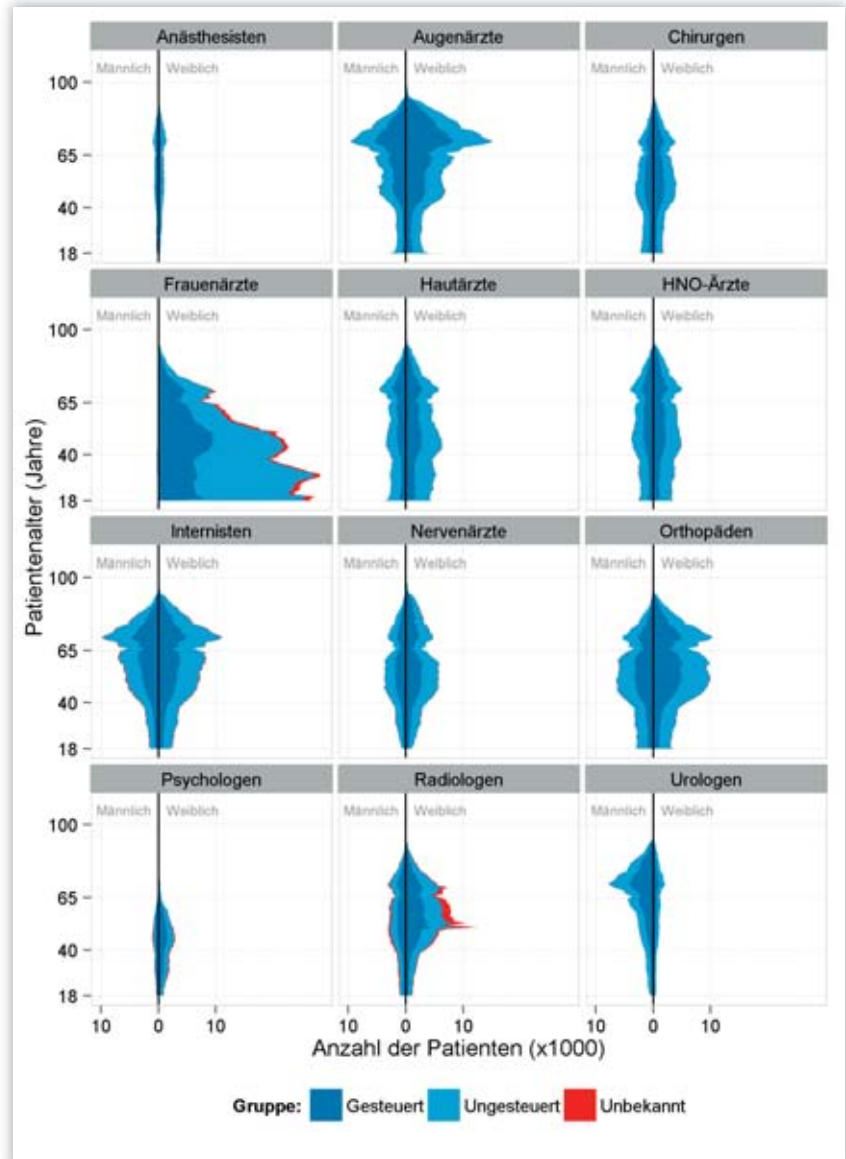 Anästhesisten Augenärzte Chirurgen
Männlich Weiblich Männlich Weiblich Männlich Weiblich
100
65
40
18
Frauenärzte Hautärzte HNO-Ärzte
Männlich Weiblich Männlich Weiblich Männlich Weiblich
100
65
40
18
Patientenalter (Jahre)
Internisten Nervenärzte Orthopäden
Männlich Weiblich Männlich Weiblich Männlich Weiblich
100
65
40
18
Psychologen Radiologen Urologen
Männlich Weiblich Männlich Weiblich Männlich Weiblich
100
65
40
18
10 0 10 10 0 10 10 0 10
Anzahl der Patienten (x1000)
Gruppe: Gesteuert Ungesteuert Unbekannt